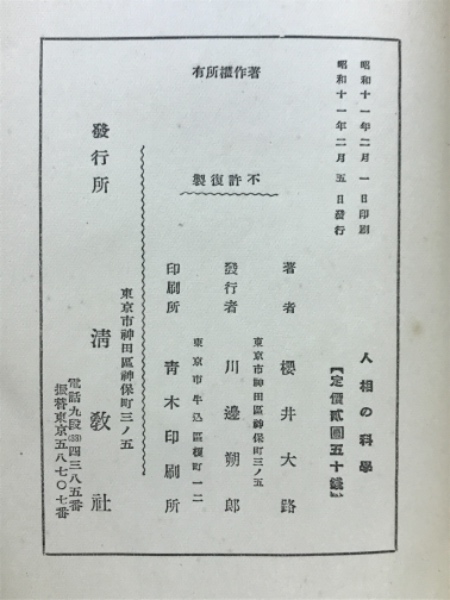 昭和十一年二月一日印刷
昭和十一年二月五日發行
人相の科學
【定價貳圓五十錢】
著作權所有
不許復製
著者 櫻井大路
東京市神田區神保町三ノ五
發行者 川邊朔郎
東京市牛込區榎町一二
印刷所 青木印刷所
東京市神田區神保町三ノ五
發行所 清教社
電話九段(33)四三八五番
振替東京五八七〇七番